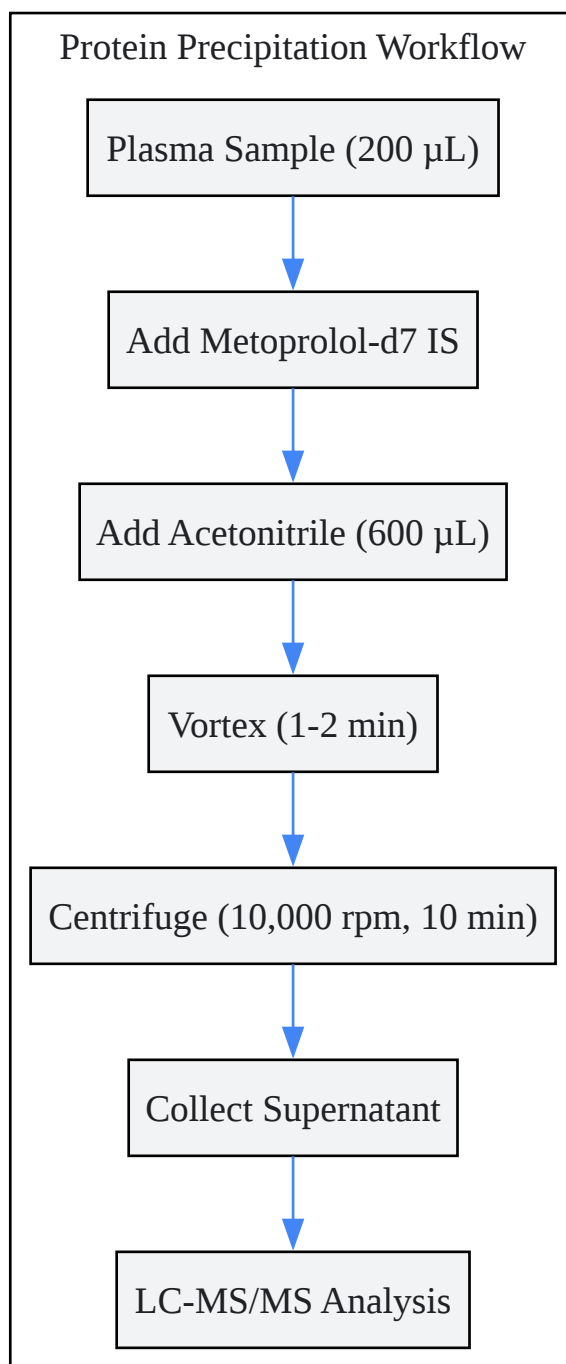 Protein Precipitation Workflow
Plasma Sample (200 µL)
Add Metoprolol-d7 IS
Add Acetonitrile (600 µL)
Vortex (1-2 min)
Centrifuge (10,000 rpm, 10 min)
Collect Supernatant
LC-MS/MS Analysis